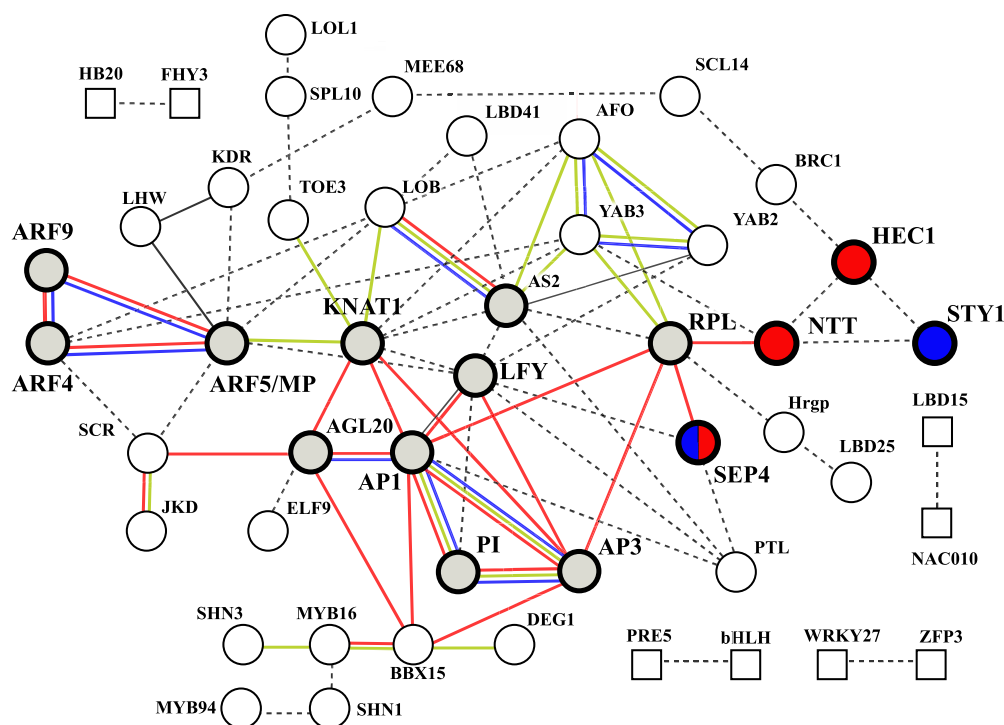 LOL1
HB20
FHY3
MEE68
SCL14
SPL10
LBD41
AFO
KDR
BRC1
LHW
TOE3
LOB
YAB3
YAB2
ARF9
HEC1
AS2
KNAT1
RPL
NTT
STY1
ARF4
ARF5/MP
LFY
Hrgp
LBD15
SCR
AGL20
AP1
SEP4
LBD25
JKD
ELF9
PI
AP3
PTL
NAC010
SHN3
MYB16
DEG1
BBX15
PRE5
bHLH
WRKY27
ZFP3
MYB94
SHN1